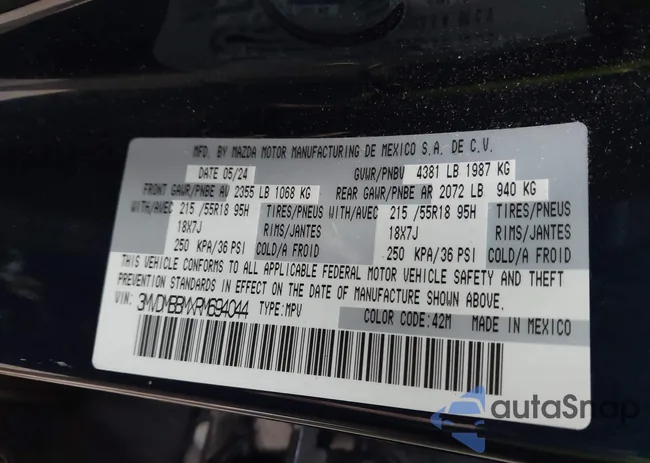 MFD. BY MAZDA MOTOR MANUFACTURING DE MEXICO S.A. DE C.V.
DATE 05/24 GVWR/PNBV 4381 LB 1987 KG
FRONT GAWR/PNBE AV 2355 LB 1068 KG REAR GAWR/PNBE AR 2072 LB 940 KG
WITH/AVEC 215 /55R18 95H TIRES/PNEUS WITH/AVEC 215 /55R18 95H TIRES/PNEUS
18X7J RIMS/JANTES 18X7J RIMS/JANTES
250 KPA/36 PSI COLD/A FROID 250 KPA/36 PSI COLD/A FROID
THIS VEHICLE CONFORMS TO ALL APPLICABLE FEDERAL MOTOR VEHICLE SAFETY AND THEFT
PREVENTION STANDARDS IN EFFECT ON THE DATE OF MANUFACTURE SHOWN ABOVE.
VIN: 3MVDMBBMXRM694044 TYPE:MPV
COLOR CODE:42M MADE IN MEXICO
autaSnap